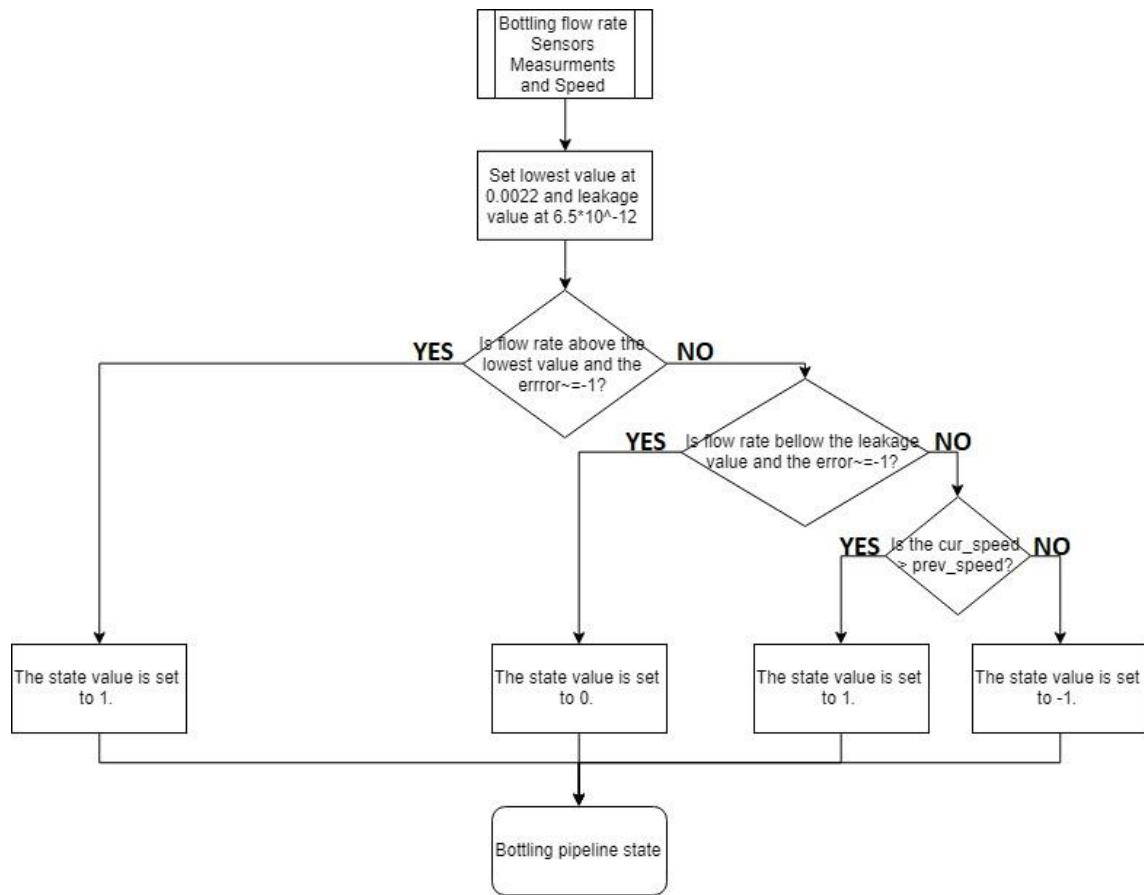 Bottling flow rate
Sensors
Measurments
and Speed
Set lowest value at
0.0022 and leakage
value at 6.5*10^-12
YES
Is flow rate above the
lowest value and the
errror~=-1?
NO
YES
Is flow rate bellow the leakage
value and the error~=-1?
NO
YES
Is the cur_speed
> prev_speed?
NO
The state value is set
to 1.
The state value is set
to 0.
The state value is set
to 1.
The state value is set
to -1.
Bottling pipeline state